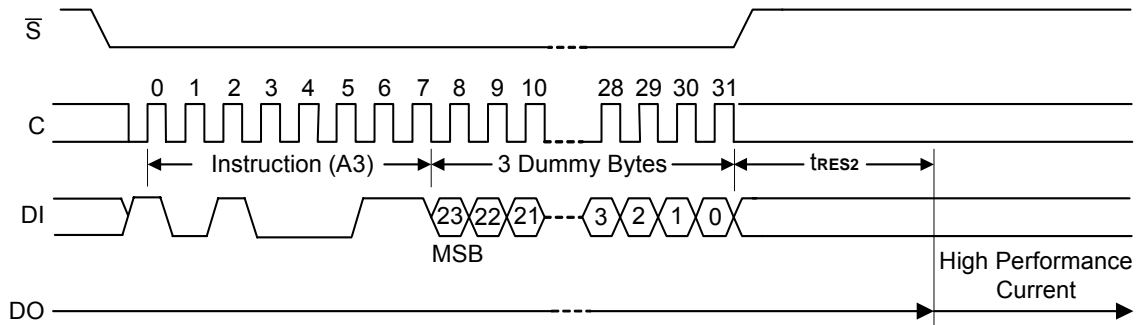 S
0 1 2 3 4 5 6 7 8 9 10 28 29 30 31
C
Instruction (A3) 3 Dummy Bytes tRES2
DI 23 22 21 3 2 1 0
MSB
High Performance
Current
DO